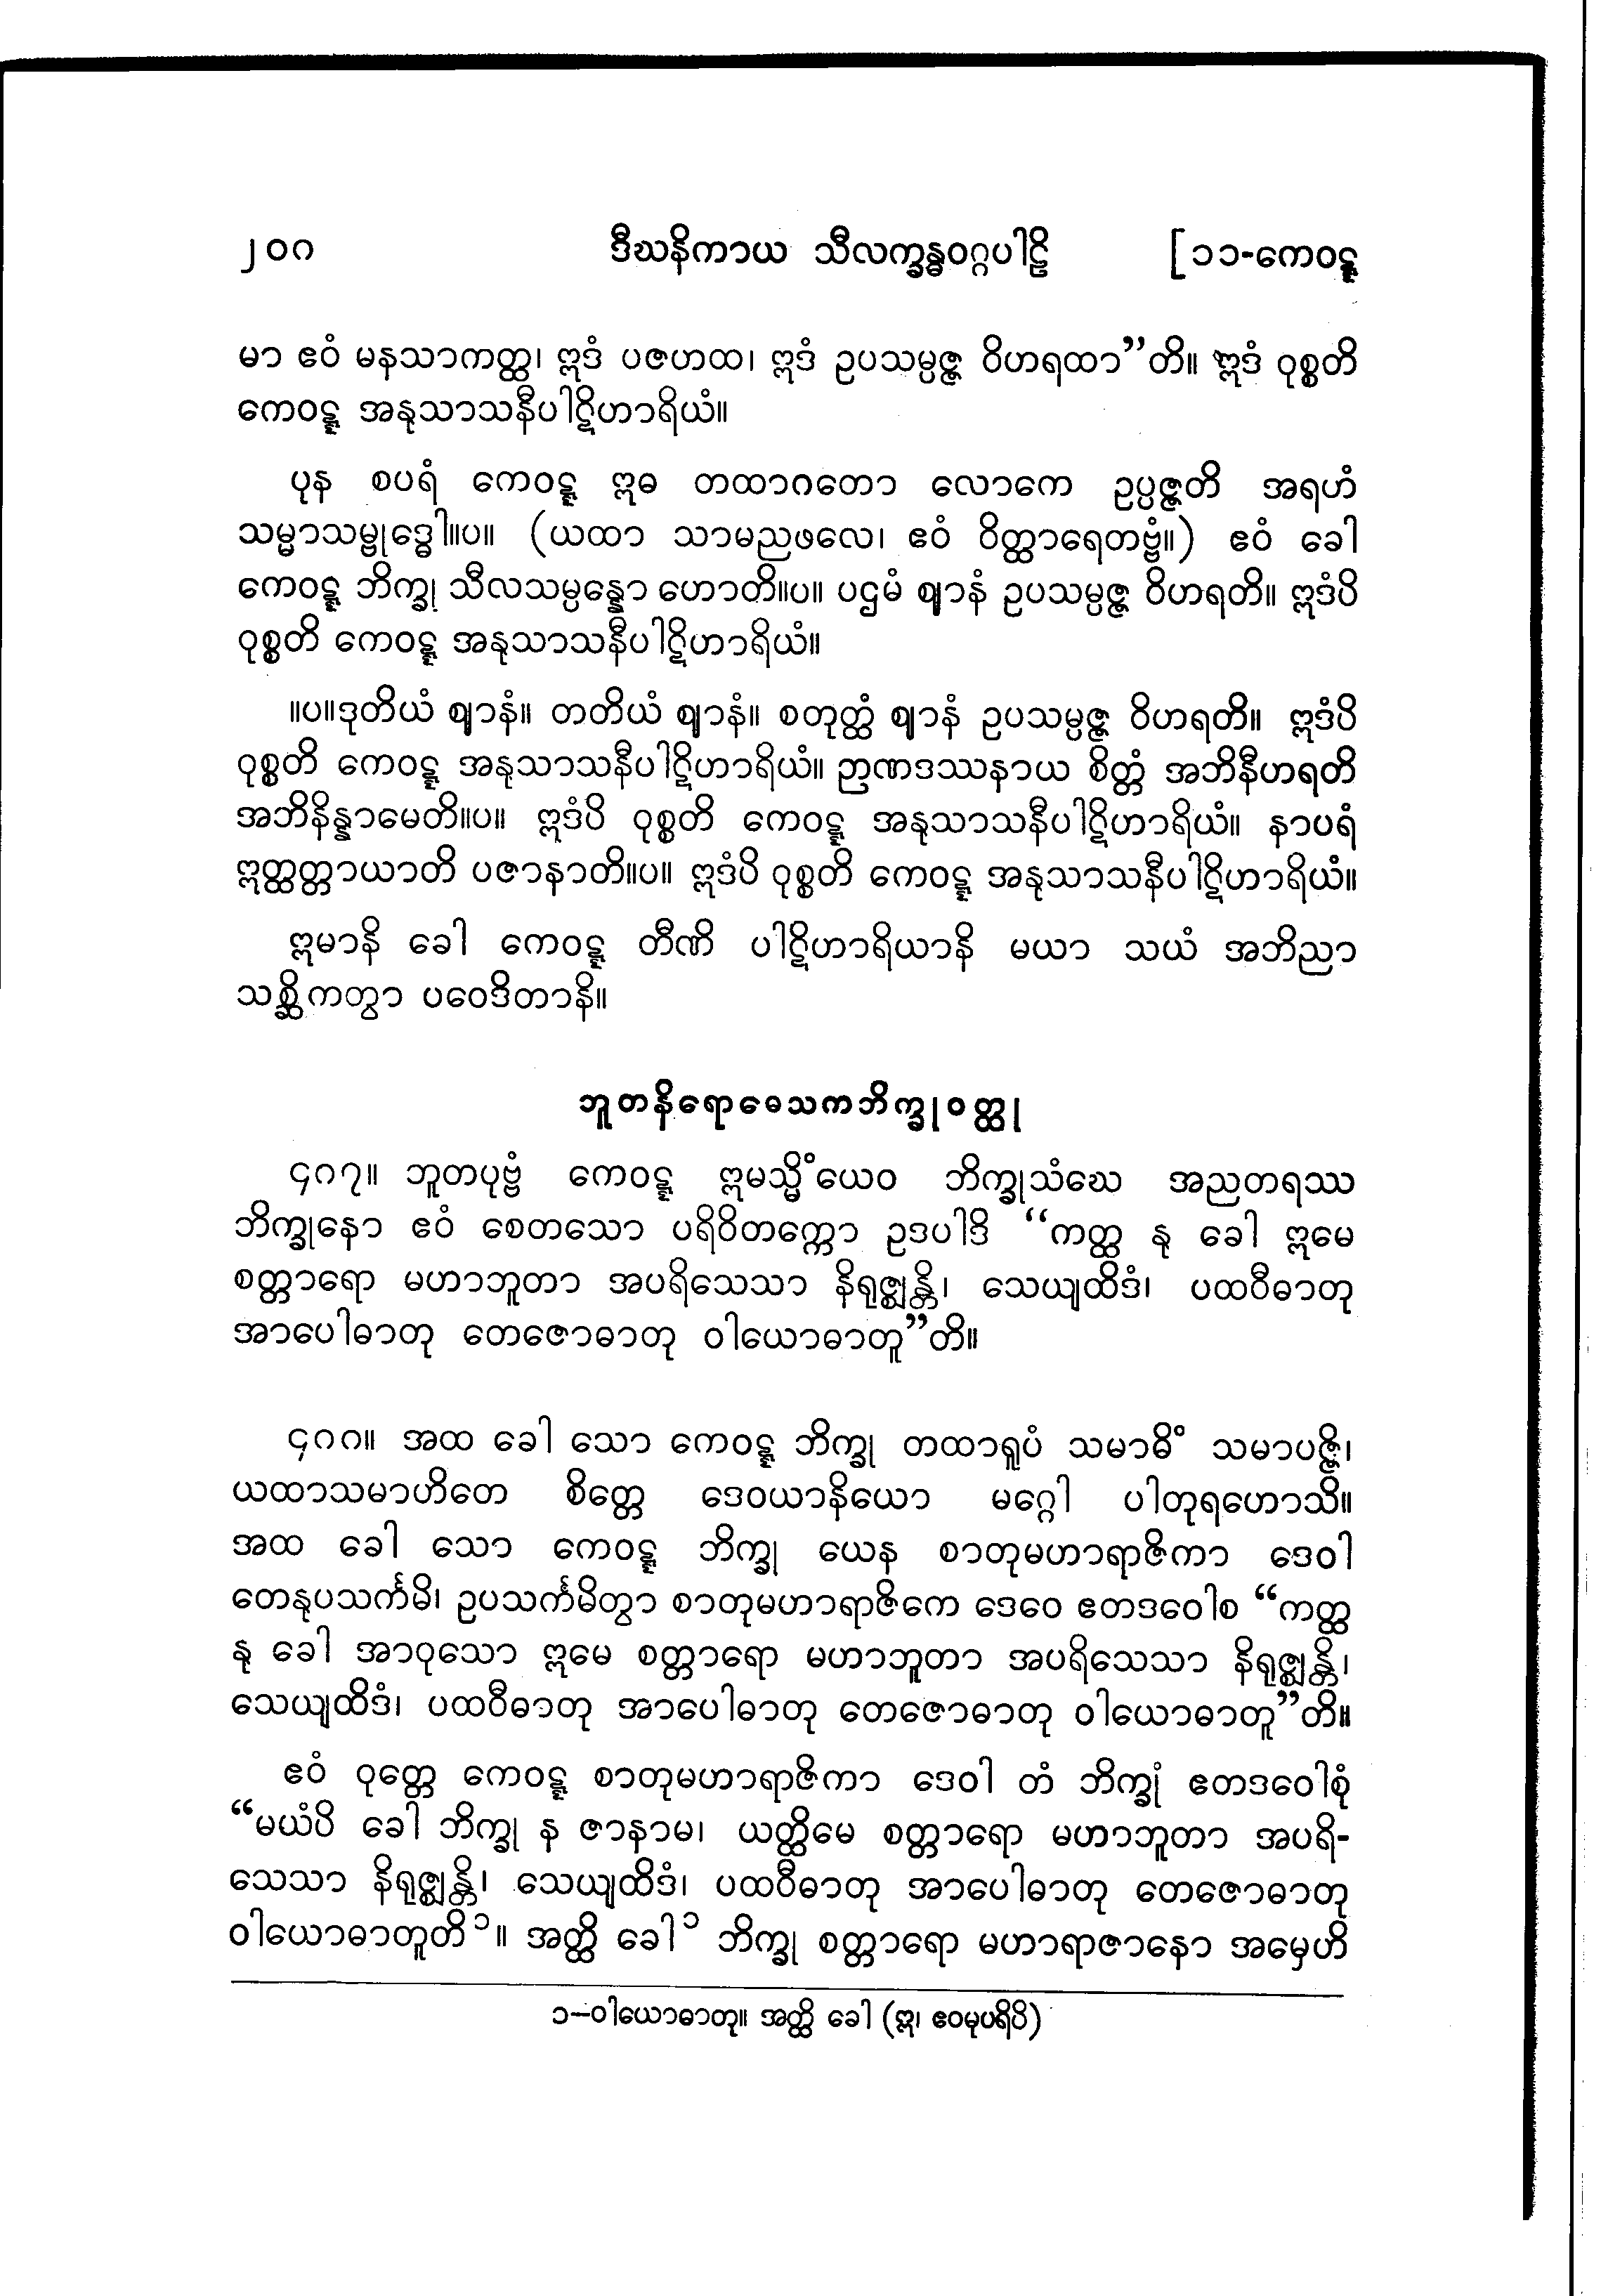 ၂၀ဂ ဒီဃနိကာယ သီလက္ခန္ဓဝဂ္ဂပါဠိ [၁၁-ကေဝဋ္ဋ
မာ ဧဝံ မနသာကတ္ထ၊ ဣဒံ ပဇဟထ၊ ဣဒံ ဥပသမ္ပဇ္ဇ ဝိဟရထာ”တိ။ ဣဒံ ဝုစ္စတိ
ကေဝဋ္ဋ အနုသာသနီပါဋိဟာရိယံ။
ပုန စပရံ ကေဝဋ္ဋ ဣဓ တထာဂတော လောကေ ဥပ္ပဇ္ဇတိ အရဟံ
သမ္မာသမ္ဗုဒ္ဓေါ။ပ။ (ယထာ သာမညဖလေ၊ ဧဝံ ဝိတ္ထာရေတဗ္ဗံ။) ဧဝံ ခေါ
ကေဝဋ္ဋ ဘိက္ခု သီလသမ္ပန္နော ဟောတိ။ပ။ ပဌမံ ဈာနံ ဥပသမ္ပဇ္ဇ ဝိဟရတိ။ ဣဒံပိ
ဝုစ္စတိ ကေဝဋ္ဋ အနုသာသနီပါဋိဟာရိယံ။
။ပ။ဒုတိယံ ဈာနံ။ တတိယံ ဈာနံ။ စတုတ္ထံ ဈာနံ ဥပသမ္ပဇ္ဇ ဝိဟရတိ။ ဣဒံပိ
ဝုစ္စတိ ကေဝဋ္ဋ အနုသာသနီပါဋိဟာရိယံ။ ဉာဏဒဿနာယ စိတ္တံ အဘိနီဟရတိ
အဘိနိန္နာမေတိ။ပ။ ဣဒံပိ ဝုစ္စတိ ကေဝဋ္ဋ အနုသာသနီပါဋိဟာရိယံ။ နာပရံ
ဣတ္ထတ္တာယာတိ ပဇာနာတိ။ပ။ ဣဒံပိ ဝုစ္စတိ ကေဝဋ္ဋ အနုသာသနီပါဋိဟာရိယံ။
ဣမာနိ ခေါ ကေဝဋ္ဋ တီဏိ ပါဋိဟာရိယာနိ မယာ သယံ အဘိညာ
သစ္ဆိကတွာ ပဝေဒိတာနိ။
ဘူတနိရောဓေသကဘိက္ခုဝတ္ထု
၄ဂ၇။ ဘူတပုဗ္ဗံ ကေဝဋ္ဋ ဣမသ္မိံယေဝ ဘိက္ခုသံဃေ အညတရဿ
ဘိက္ခုနော ဧဝံ စေတသော ပရိဝိတက္ကော ဥဒပါဒိ “ကတ္ထ နု ခေါ ဣမေ
စတ္တာရော မဟာဘူတာ အပရိသေသာ နိရုဇ္ဈန္တိ၊ သေယျထိဒံ၊ ပထဝီဓာတု
အာပေါဓာတု တေဇောဓာတု ဝါယောဓာတူ”တိ။
၄ဂဂ။ အထ ခေါ သော ကေဝဋ္ဋ ဘိက္ခု တထာရူပံ သမာဓိံ သမာပဇ္ဇိ၊
ယထာသမာဟိတေ စိတ္တေ ဒေဝယာနိယော မဂ္ဂေါ ပါတုရဟောသိ။
အထ ခေါ သော ကေဝဋ္ဋ ဘိက္ခု ယေန စာတုမဟာရာဇိကာ ဒေဝါ
တေနုပသင်္ကမိ၊ ဥပသင်္ကမိတွာ စာတုမဟာရာဇိကေ ဒေဝေ ဧတဒဝေါစ “ကတ္ထ
နု ခေါ အာဝုသော ဣမေ စတ္တာရော မဟာဘူတာ အပရိသေသာ နိရုဇ္ဈန္တိ၊
သေယျထိဒံ၊ ပထဝီဓာတု အာပေါဓာတု တေဇောဓာတု ဝါယောဓာတူ”တိ။
ဧဝံ ဝုတ္တေ ကေဝဋ္ဋ စာတုမဟာရာဇိကာ ဒေဝါ တံ ဘိက္ခုံ ဧတဒဝေါစုံ
“မယံပိ ခေါ ဘိက္ခု န ဇာနာမ၊ ယတ္ထိမေ စတ္တာရော မဟာဘူတာ အပရိ-
သေသာ နိရုဇ္ဈန္တိ၊ သေယျထိဒံ၊ ပထဝီဓာတု အာပေါဓာတု တေဇောဓာတု
ဝါယောဓာတူတိ၁။ အတ္ထိ ခေါ၁ ဘိက္ခု စတ္တာရော မဟာရာဇာနော အမှေဟိ
၁–ဝါယောဓာတု။ အတ္ထိ ခေါ (ဣ၊ ဧဝမုပရိပိ)